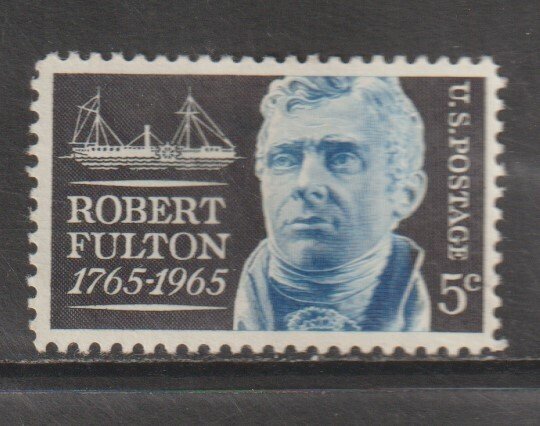 ROBERT
FULTON
1765-1965
U.S.POSTAGE
5c